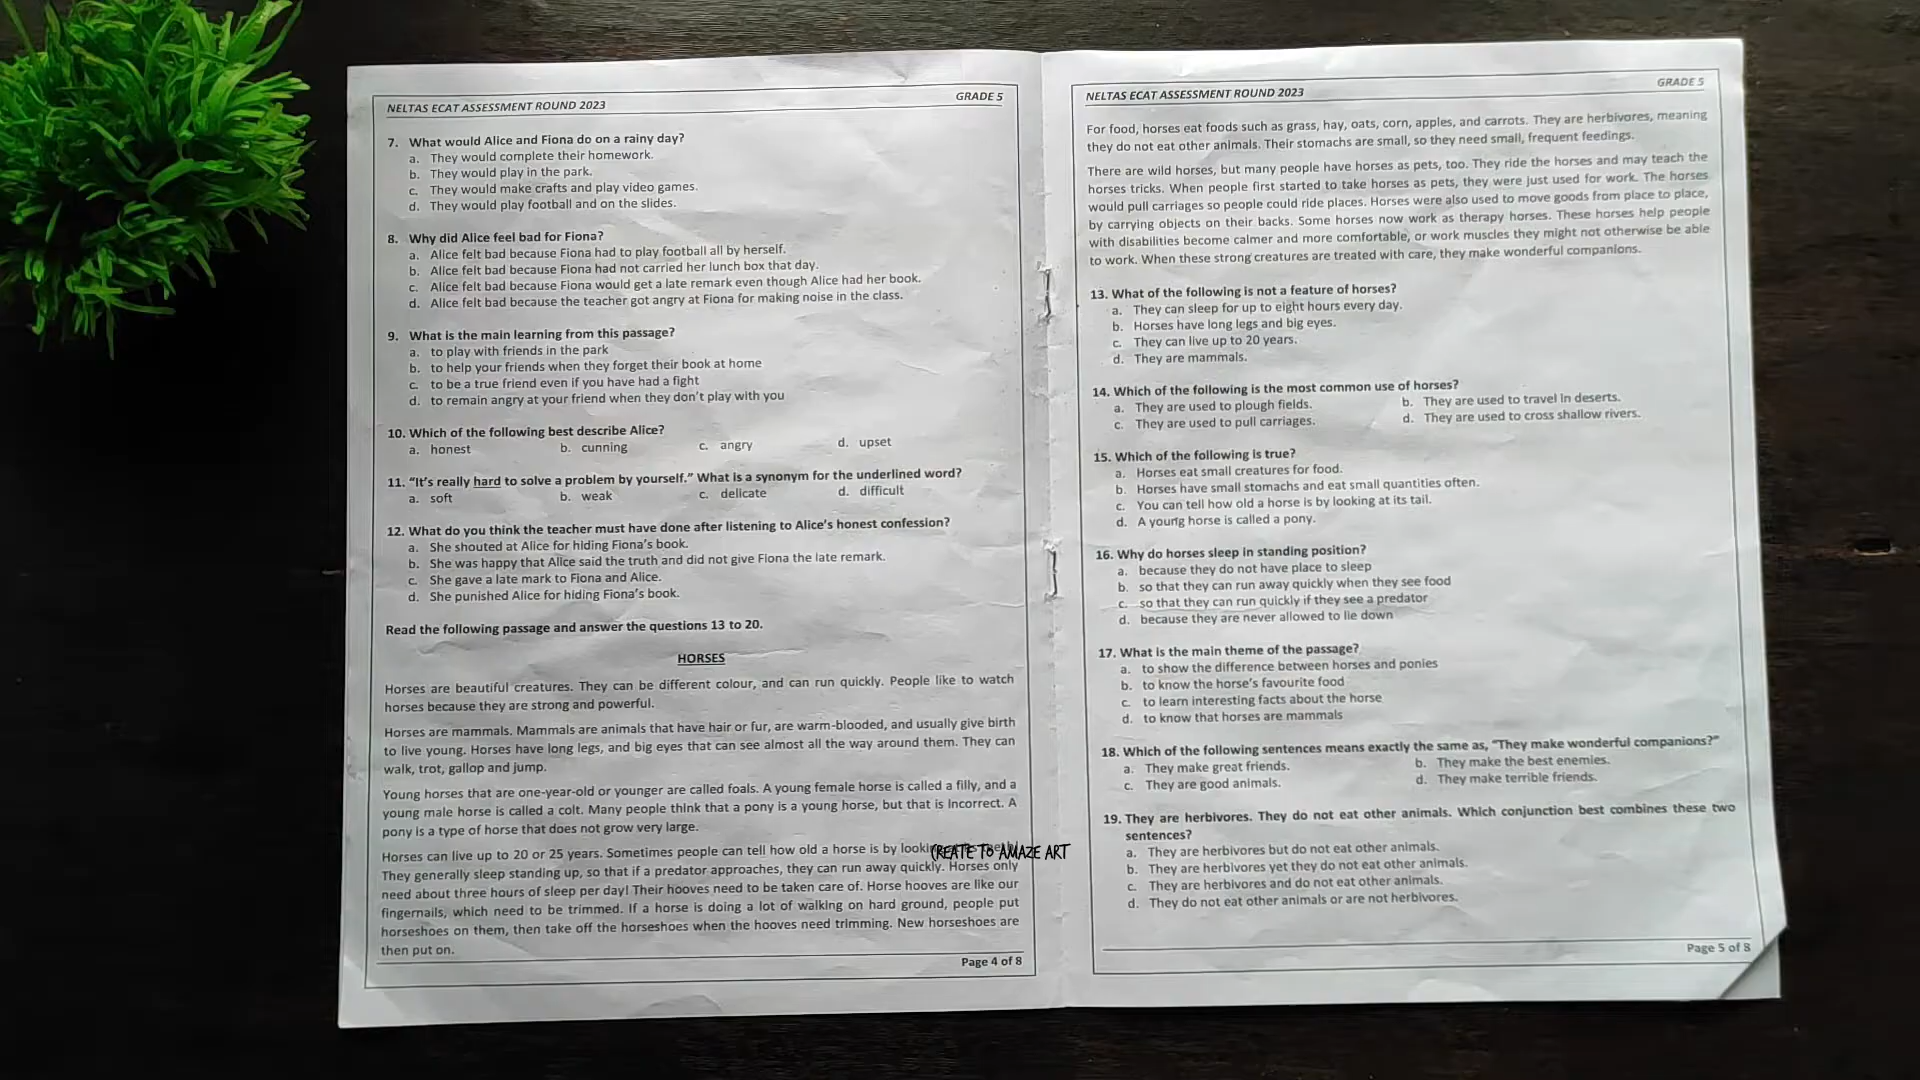 NELTAS ECAT ASSESSMENT ROUND 2023 GRADE 5
7. What would Alice and Fiona do on a rainy day?
a. They would complete their homework.
b. They would play in the park.
c. They would make crafts and play video games.
d. They would play football and on the slides.
8. Why did Alice feel bad for Fiona?
a. Alice felt bad because Fiona had to play football all by herself.
b. Alice felt bad because Fiona had not carried her lunch box that day.
c. Alice felt bad because Fiona would get a late remark even though Alice had her book.
d. Alice felt bad because the teacher got angry at Fiona for making noise in the class.
9. What is the main learning from this passage?
a. to play with friends in the park
b. to help your friends when they forget their book at home
c. to be a true friend even if you have had a fight
d. to remain angry at your friend when they don't play with you
10. Which of the following best describe Alice?
a. honest b. cunning c. angry d. upset
11. "It's really hard to solve a problem by yourself." What is a synonym for the underlined word?
a. soft b. weak c. delicate d. difficult
12. What do you think the teacher must have done after listening to Alice's honest confession?
a. She shouted at Alice for hiding Fiona's book.
b. She was happy that Alice said the truth and did not give Fiona the late remark.
c. She gave a late mark to Fiona and Alice.
d. She punished Alice for hiding Fiona's book.
Read the following passage and answer the questions 13 to 20.
HORSES
Horses are beautiful creatures. They can be different colour, and can run quickly. People like to watch
horses because they are strong and powerful.
Horses are mammals. Mammals are animals that have hair or fur, are warm-blooded, and usually give birth
to live young. Horses have long legs, and big eyes that can see almost all the way around them. They can
walk, trot, gallop and jump.
Young horses that are one-year-old or younger are called foals. A young female horse is called a filly, and a
young male horse is called a colt. Many people think that a pony is a young horse, but that is Incorrect. A
pony is a type of horse that does not grow very large.
Horses can live up to 20 or 25 years. Sometimes people can tell how old a horse is by
They generally sleep standing up, so that if a predator approaches, they can run away quickly. Horses only
need about three hours of sleep per day! Their hooves need to be taken care of. Horse hooves are like our
fingernails, which need to be trimmed. If a horse is doing a lot of walking on hard ground, people put
horseshoes on them, then take off the horseshoes when the hooves need trimming. New horseshoes are
then put on.
Page 4 of 8
CREATE TO AMAZE ART
NELTAS ECAT ASSESSMENT ROUND 2023 GRADE 5
For food, horses eat foods such as grass, hay, oats, corn, apples, and carrots. They are herbivores, meaning
they do not eat other animals. Their stomachs are small, so they need small, frequent feedings.
There are wild horses, but many people have horses as pets, too. They ride the horses and may teach the
horses tricks. When people first started to take horses as pets, they were just used for work. The horses
would pull carriages so people could ride places. Horses were also used to move goods from place to place,
by carrying objects on their backs. Some horses now work as therapy horses. These horses help people
with disabilities become calmer and more comfortable, or work muscles they might not otherwise be able
to work. When these strong creatures are treated with care, they make wonderful companions.
13. What of the following is not a feature of horses?
a. They can sleep for up to eight hours every day.
b. Horses have long legs and big eyes.
c. They can live up to 20 years.
d. They are mammals.
14. Which of the following is the most common use of horses?
a. They are used to plough fields. b. They are used to travel in deserts.
c. They are used to pull carriages. d. They are used to cross shallow rivers.
15. Which of the following is true?
a. Horses eat small creatures for food.
b. Horses have small stomachs and eat small quantities often.
c. You can tell how old a horse is by looking at its tail.
d. A young horse is called a pony.
16. Why do horses sleep in standing position?
a. because they do not have place to sleep
b. so that they can run away quickly when they see food
c. so that they can run quickly if they see a predator
d. because they are never allowed to lie down
17. What is the main theme of the passage?
a. to show the difference between horses and ponies
b. to know the horse's favourite food
c. to learn interesting facts about the horse
d. to know that horses are mammals
18. Which of the following sentences means exactly the same as, "They make wonderful companions?"
a. They make great friends. b. They make the best enemies.
c. They are good animals. d. They make terrible friends.
19. They are herbivores. They do not eat other animals. Which conjunction best combines these two
sentences?
a. They are herbivores but do not eat other animals.
b. They are herbivores yet they do not eat other animals.
c. They are herbivores and do not eat other animals.
d. They do not eat other animals or are not herbivores.
Page 5 of 8